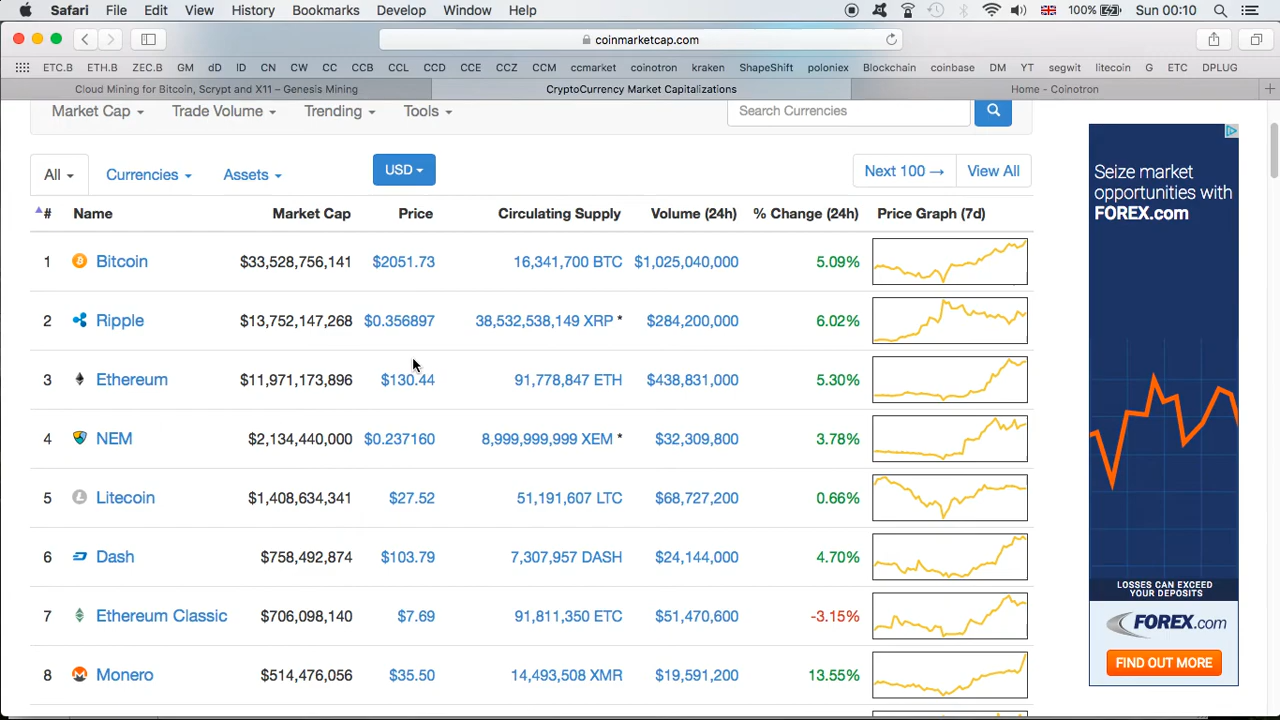 Safari File Edit View History Bookmarks Develop Window Help 100% Sun 00:10
coinmarketcap.com
ETC.B ETH.B ZEC.B GM dD ID CN CW CC CCB CCL CCD CCE CCZ CCM ccmarket coinotron kraken ShapeShift poloniex Blockchain coinbase DM YT segwit litecoin G ETC DPLUG
Cloud Mining for Bitcoin, Scrypt and X11 – Genesis Mining CryptoCurrency Market Capitalizations Home - Coinotron
Market Cap Trade Volume Trending Tools Search Currencies
All Currencies Assets USD Next 100 → View All
# Name Market Cap Price Circulating Supply Volume (24h) % Change (24h) Price Graph (7d)
1 Bitcoin $33,528,756,141 $2051.73 16,341,700 BTC $1,025,040,000 5.09%
2 Ripple $13,752,147,268 $0.356897 38,532,538,149 XRP * $284,200,000 6.02%
3 Ethereum $11,971,173,896 $130.44 91,778,847 ETH $438,831,000 5.30%
4 NEM $2,134,440,000 $0.237160 8,999,999,999 XEM * $32,309,800 3.78%
5 Litecoin $1,408,634,341 $27.52 51,191,607 LTC $68,727,200 0.66%
6 Dash $758,492,874 $103.79 7,307,957 DASH $24,144,000 4.70%
7 Ethereum Classic $706,098,140 $7.69 91,811,350 ETC $51,470,600 -3.15%
8 Monero $514,476,056 $35.50 14,493,508 XMR $19,591,200 13.55%
Seize market
opportunities with
FOREX.com
LOSSES CAN EXCEED
YOUR DEPOSITS
FOREX.com
FIND OUT MORE